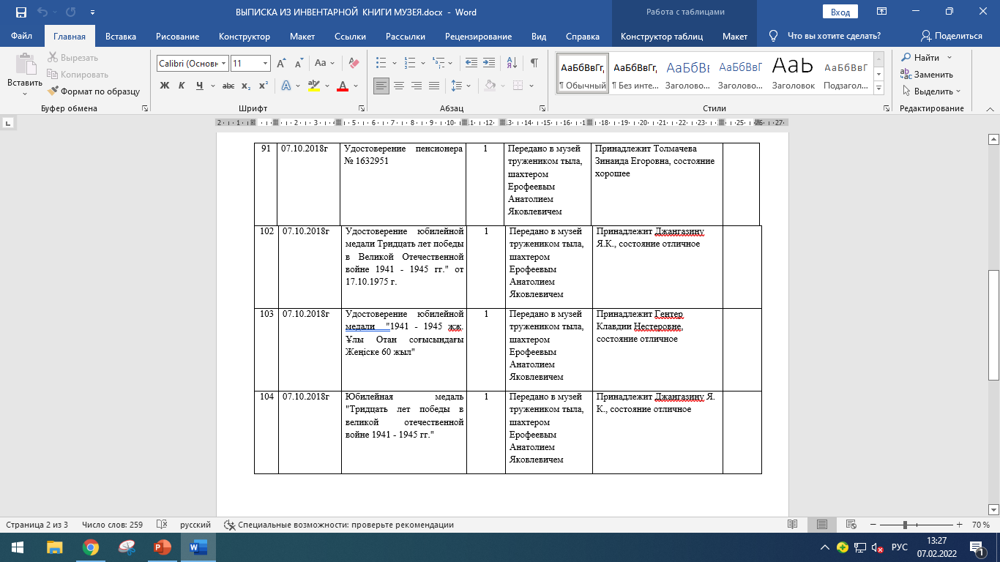 ВЫПИСКА ИЗ ИНВЕНТАРНОЙ КНИГИ МУЗЕЯ.docx - Word
Работа с таблицами
Вход
Файл Главная Вставка Рисование Конструктор Макет Ссылки Рассылки Рецензирование Вид Справка Конструктор таблиц Макет Что вы хотите сделать? Поделиться
Вставить
Вырезать
Копировать
Формат по образцу
Буфер обмена
Calibri (Основн 11
Ж К Ч abc x₂ x²
Шрифт
Абзац
АаБбВвГг, АаБбВвГг, АаБбВв АаБбВвГ АаЬ АаБбВвГ
¶ Обычный ¶ Без инте... Заголово... Заголово... Заголовок Подзагол...
Стили
Найти
Заменить
Выделить
Редактирование
91 07.10.2018г Удостоверение пенсионера 1 Передано в музей Принадлежит Толмачева
№ 1632951 тружеником тыла, Зинаида Егоровна, состояние
шахтером хорошее
Ерофеевым
Анатолием
Яковлевичем
102 07.10.2018г Удостоверение юбилейной 1 Передано в музей Принадлежит Джангазину
медали Тридцать лет победы тружеником тыла, Я.К., состояние отличное
в Великой Отечественной шахтером
войне 1941 - 1945 гг." от Ерофеевым
17.10.1975 г. Анатолием
Яковлевичем
103 07.10.2018г Удостоверение юбилейной 1 Передано в музей Принадлежит Гентер
медали "1941 - 1945 жж. тружеником тыла, Клавдии Нестеровне,
Ұлы Отан соғысындағы шахтером состояние отличное
Жеңіске 60 жыл" Ерофеевым
Анатолием
Яковлевичем
104 07.10.2018г Юбилейная медаль 1 Передано в музей Принадлежит Джангазину Я.
"Тридцать лет победы в тружеником тыла, К., состояние отличное
великой отечественной шахтером
войне 1941 - 1945 гг." Ерофеевым
Анатолием
Яковлевичем
Страница 2 из 3 Число слов: 259 русский Специальные возможности: проверьте рекомендации 70 %
РУС
13:27
07.02.2022